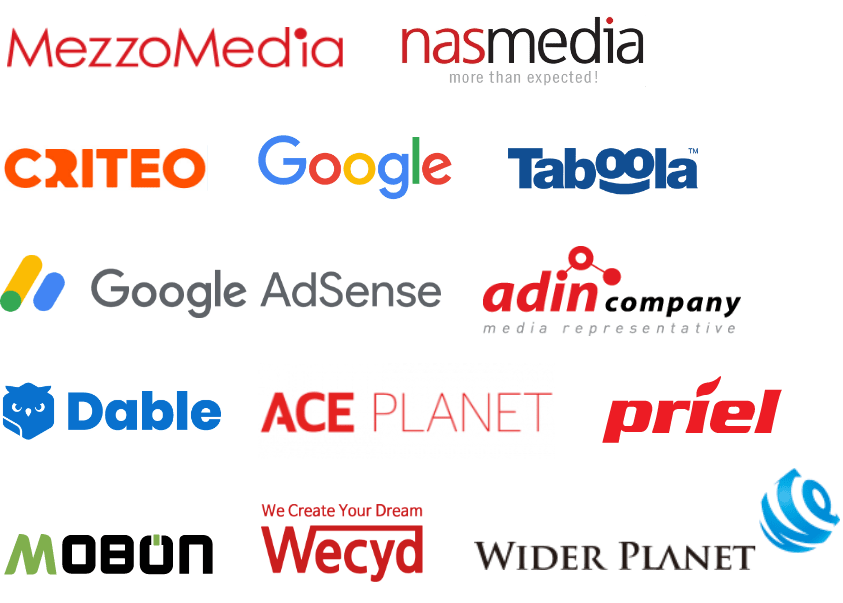 MezzoMedia
nasmedia
more than expected!
CRITEO
Google
Taboola™
Google AdSense
adin company
media representative
Dable
ACE PLANET
priel
MOBON
We Create Your Dream
Wecyd
WIDER PLANET